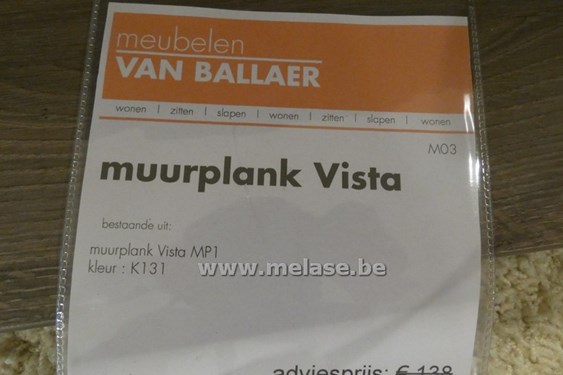 meubelen
VAN BALLAER
wonen | zitten | slapen | wonen | zitten | slapen | wonen
M03
muurplank Vista
bestaande uit:
muurplank Vista MP1
kleur : K131
www.melase.be
adviesprijs: € 138